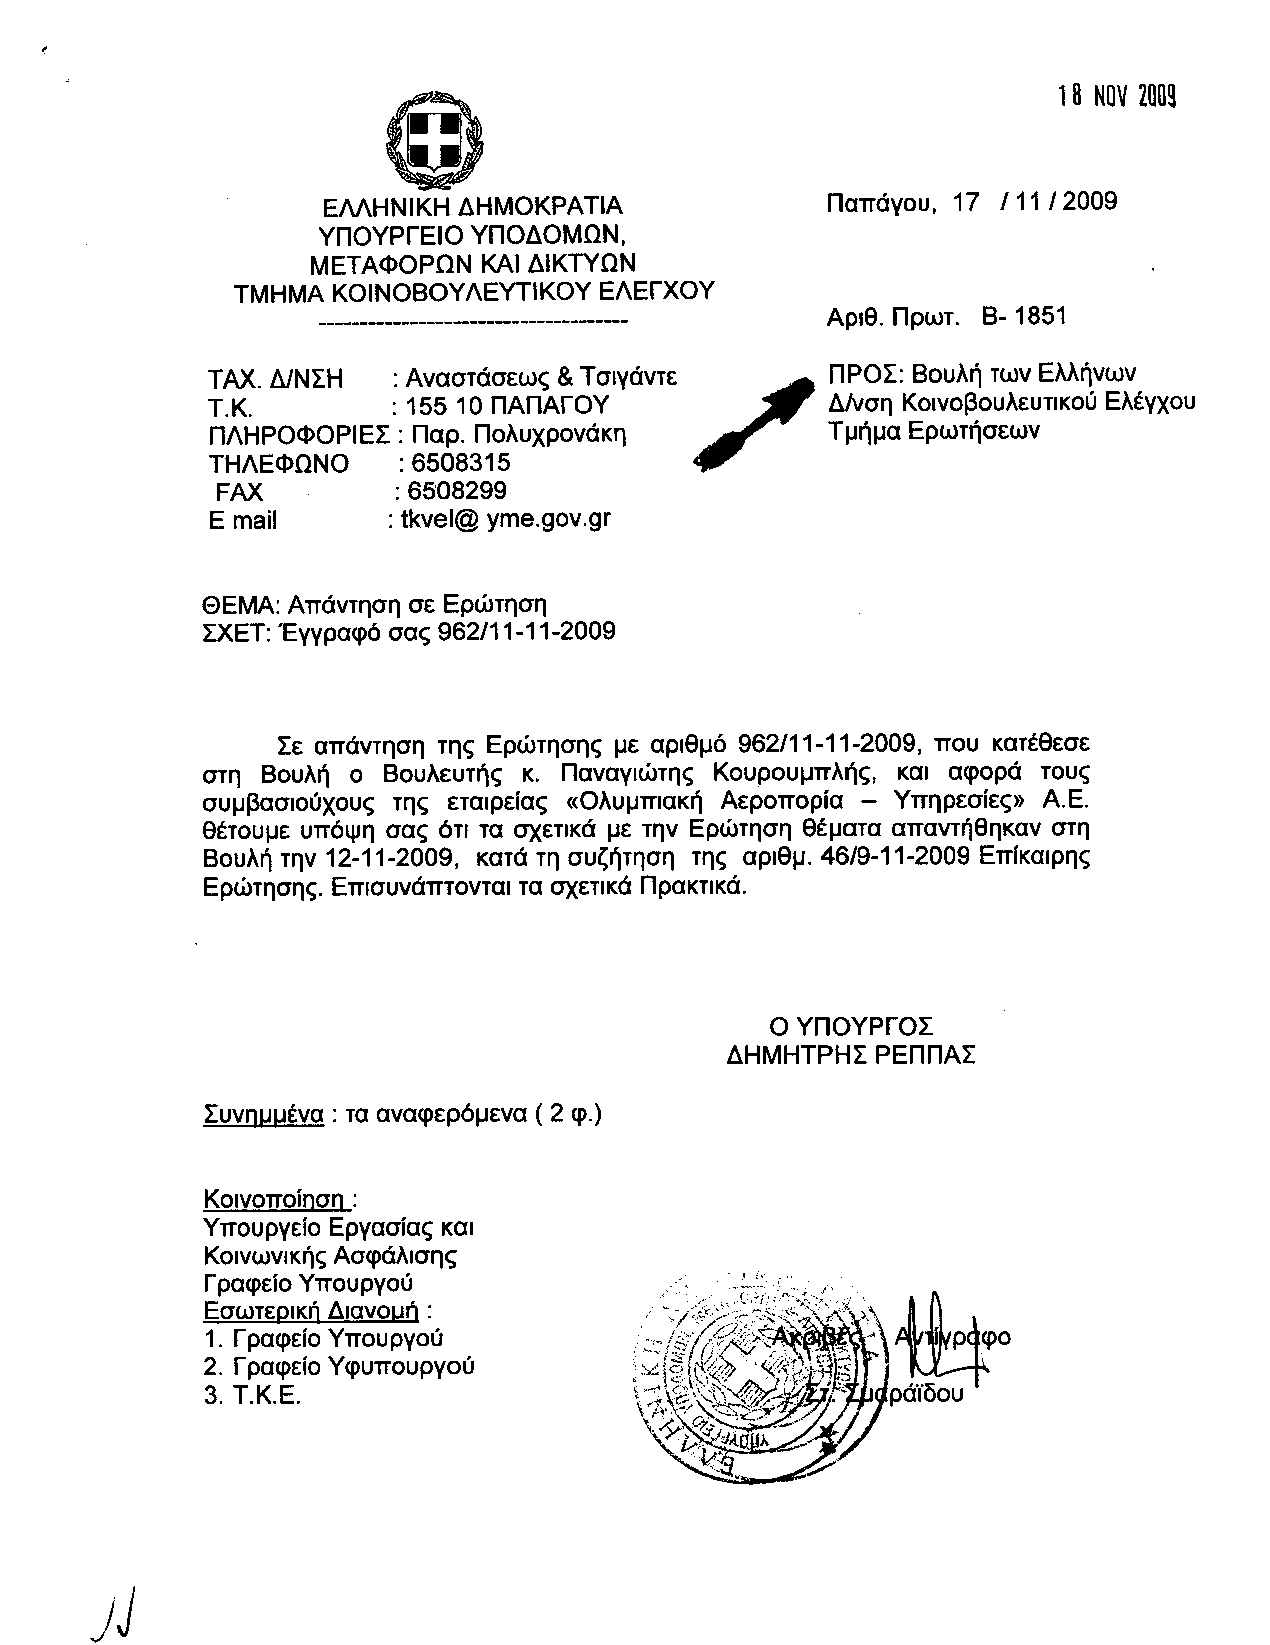 18 NOV 2009
ΕΛΛΗΝΙΚΗ ΔΗΜΟΚΡΑΤΙΑ
ΥΠΟΥΡΓΕΙΟ ΥΠΟΔΟΜΩΝ,
ΜΕΤΑΦΟΡΩΝ ΚΑΙ ΔΙΚΤΥΩΝ
ΤΜΗΜΑ ΚΟΙΝΟΒΟΥΛΕΥΤΙΚΟΥ ΕΛΕΓΧΟΥ
-------------------------------------
Παπάγου, 17 / 11 / 2009
Αριθ. Πρωτ. Β- 1851
ΤΑΧ. Δ/ΝΣΗ : Αναστάσεως & Τσιγάντε
Τ.Κ. : 155 10 ΠΑΠΑΓΟΥ
ΠΛΗΡΟΦΟΡΙΕΣ : Παρ. Πολυχρονάκη
ΤΗΛΕΦΩΝΟ : 6508315
FAX : 6508299
E mail : tkvel@ yme.gov.gr
ΠΡΟΣ: Βουλή των Ελλήνων
Δ/νση Κοινοβουλευτικού Ελέγχου
Τμήμα Ερωτήσεων
ΘΕΜΑ: Απάντηση σε Ερώτηση
ΣΧΕΤ: Έγγραφό σας 962/11-11-2009
Σε απάντηση της Ερώτησης με αριθμό 962/11-11-2009, που κατέθεσε
στη Βουλή ο Βουλευτής κ. Παναγιώτης Κουρουμπλής, και αφορά τους
συμβασιούχους της εταιρείας «Ολυμπιακή Αεροπορία – Υπηρεσίες» Α.Ε.
θέτουμε υπόψη σας ότι τα σχετικά με την Ερώτηση θέματα απαντήθηκαν στη
Βουλή την 12-11-2009, κατά τη συζήτηση της αριθμ. 46/9-11-2009 Επίκαιρης
Ερώτησης. Επισυνάπτονται τα σχετικά Πρακτικά.
Ο ΥΠΟΥΡΓΟΣ
ΔΗΜΗΤΡΗΣ ΡΕΠΠΑΣ
Συνημμένα : τα αναφερόμενα ( 2 φ.)
Κοινοποίηση :
Υπουργείο Εργασίας και
Κοινωνικής Ασφάλισης
Γραφείο Υπουργού
Εσωτερική Διανομή :
1. Γραφείο Υπουργού
2. Γραφείο Υφυπουργού
3. Τ.Κ.Ε.
Ακριβές Αντίγραφο
Στ. Σμαράϊδου